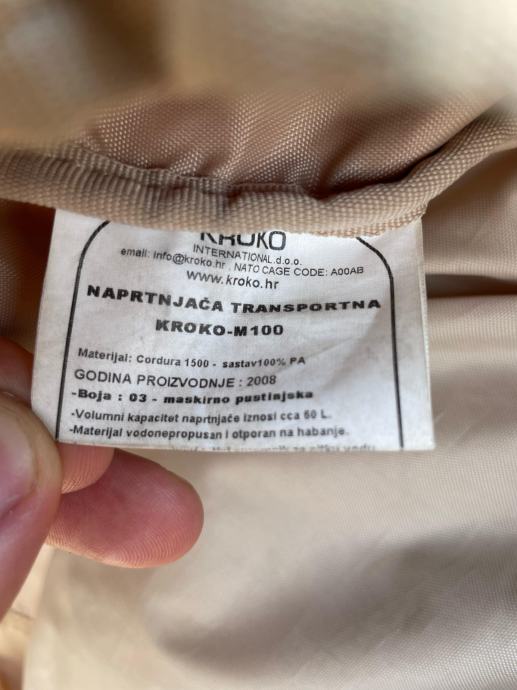 KROKO
INTERNATIONAL d.o.o.
email: info@kroko.hr . NATO CAGE CODE: A00AB
www.kroko.hr
NAPRTNJAČA TRANSPORTNA
KROKO-M100
Materijal: Cordura 1500 - sastav100% PA
GODINA PROIZVODNJE : 2008
-Boja : 03 - maskirno pustinjska
-Volumni kapacitet naprtnjače iznosi cca 60 L.
-Materijal vodonepropusan i otporan na habanje.